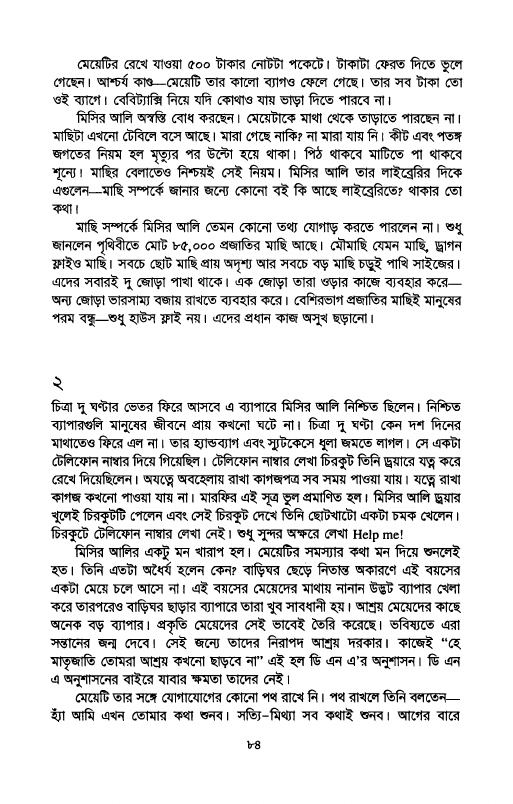 মেয়েটির রেখে যাওয়া ৫০০ টাকার নোটটা পকেটে। টাকাটা ফেরত দিতে ভুলে
গেছেন। আশ্চর্য কাণ্ড—মেয়েটি তার কালো ব্যাগও ফেলে গেছে। তার সব টাকা তো
ওই ব্যাগে। বেবিট্যাক্সি নিয়ে যদি কোথাও যায় ভাড়া দিতে পারবে না।
মিসির আলি অস্বস্তি বোধ করছেন। মেয়েটাকে মাথা থেকে তাড়াতে পারছেন না।
মাছিটা এখনো টেবিলে বসে আছে। মারা গেছে নাকি? না মারা যায় নি। কীট এবং পতঙ্গ
জগতের নিয়ম হল মৃত্যুর পর উল্টো হয়ে থাকা। পিঠ থাকবে মাটিতে পা থাকবে
শূন্যে! মাছির বেলাতেও নিশ্চয়ই সেই নিয়ম। মিসির আলি তার লাইব্রেরির দিকে
এগুলেন—মাছি সম্পর্কে জানার জন্যে কোনো বই কি আছে লাইব্রেরিতে? থাকার তো
কথা।
মাছি সম্পর্কে মিসির আলি তেমন কোনো তথ্য যোগাড় করতে পারলেন না। শুধু
জানলেন পৃথিবীতে মোট ৮৫,০০০ প্রজাতির মাছি আছে। মৌমাছি যেমন মাছি, ড্রাগন
ফ্লাইও মাছি। সবচে ছোট মাছি প্রায় অদৃশ্য আর সবচে বড় মাছি চড়ুই পাখি সাইজের।
এদের সবারই দু জোড়া পাখা থাকে। এক জোড়া তারা ওড়ার কাজে ব্যবহার করে—
অন্য জোড়া ভারসাম্য বজায় রাখতে ব্যবহার করে। বেশিরভাগ প্রজাতির মাছিই মানুষের
পরম বন্ধু—শুধু হাউস ফ্লাই নয়। এদের প্রধান কাজ অসুখ ছড়ানো।
২
চিত্রা দু ঘণ্টার ভেতর ফিরে আসবে এ ব্যাপারে মিসির আলি নিশ্চিত ছিলেন। নিশ্চিত
ব্যাপারগুলি মানুষের জীবনে প্রায় কখনো ঘটে না। চিত্রা দু ঘণ্টা কেন দশ দিনের
মাথাতেও ফিরে এল না। তার হ্যান্ডব্যাগ এবং স্যুটকেসে ধুলা জমতে লাগল। সে একটা
টেলিফোন নাম্বার দিয়ে গিয়েছিল। টেলিফোন নাম্বার লেখা চিরকুট তিনি ড্রয়ারে যত্ন করে
রেখে দিয়েছিলেন। অযত্নে অবহেলায় রাখা কাগজপত্র সব সময় পাওয়া যায়। যত্নে রাখা
কাগজ কখনো পাওয়া যায় না। মারফির এই সূত্র ভুল প্রমাণিত হল। মিসির আলি ড্রয়ার
খুলেই চিরকুটটি পেলেন এবং সেই চিরকুট দেখে তিনি ছোটখাটো একটা চমক খেলেন।
চিরকুটে টেলিফোন নাম্বার লেখা নেই। শুধু সুন্দর অক্ষরে লেখা Help me!
মিসির আলির একটু মন খারাপ হল। মেয়েটির সমস্যার কথা মন দিয়ে শুনলেই
হত। তিনি এতটা অধৈর্য হলেন কেন? বাড়িঘর ছেড়ে নিতান্ত অকারণে এই বয়সের
একটা মেয়ে চলে আসে না। এই বয়সের মেয়েদের মাথায় নানান উদ্ভট ব্যাপার খেলা
করে তারপরেও বাড়িঘর ছাড়ার ব্যাপারে তারা খুব সাবধানী হয়। আশ্রয় মেয়েদের কাছে
অনেক বড় ব্যাপার। প্রকৃতি মেয়েদের সেই ভাবেই তৈরি করেছে। ভবিষ্যতে এরা
সন্তানের জন্ম দেবে। সেই জন্যে তাদের নিরাপদ আশ্রয় দরকার। কাজেই “হে
মাতৃজাতি তোমরা আশ্রয় কখনো ছাড়বে না” এই হল ডি এন এ'র অনুশাসন। ডি এন
এ অনুশাসনের বাইরে যাবার ক্ষমতা তাদের নেই।
মেয়েটি তার সঙ্গে যোগাযোগের কোনো পথ রাখে নি। পথ রাখলে তিনি বলতেন—
হ্যাঁ আমি এখন তোমার কথা শুনব। সত্যি-মিথ্যা সব কথাই শুনব। আগের বারে
৮৪